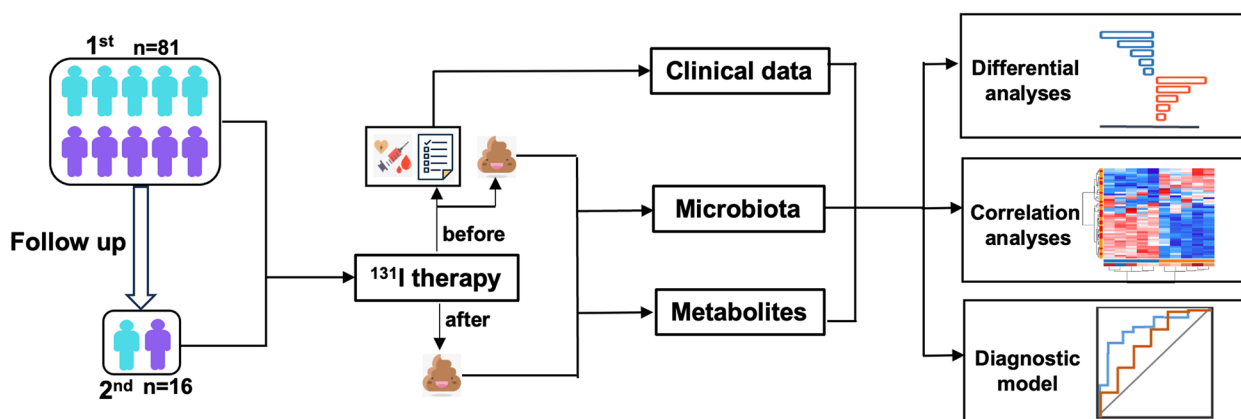 1st n=81
Follow up
2nd n=16
before
131I therapy
after
Clinical data
Microbiota
Metabolites
Differential
analyses
Correlation
analyses
Diagnostic
model